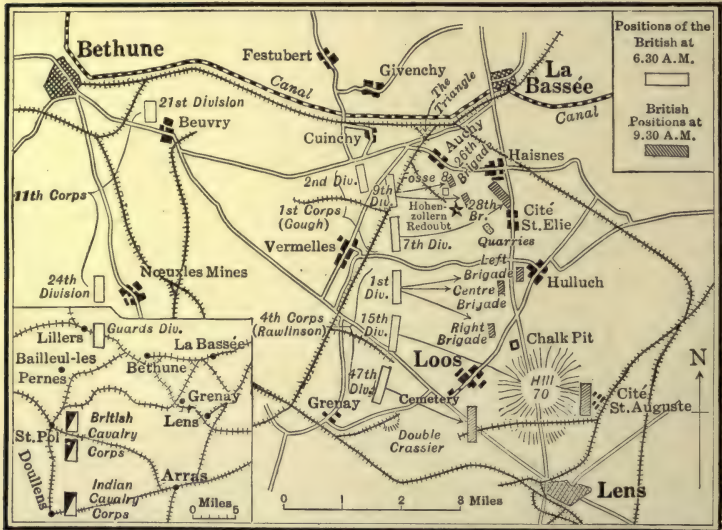 Bethune
Festubert
Givenchy
The Triangle
La
Bassée
Positions of the
British at
6.30 A.M.
British
Positions at
9.30 A.M.
Canal
Canal
21st Division
Beuvry
Cuinchy
Auchy
26th
Brigade
Haisnes
2nd Div.
9th
Div.
Fosse 8
Hohen-
zollern
Redoubt
28th
Br.
Cité
St. Elie
11th Corps
1st Corps
(Gough)
7th Div.
Quarries
Vermelles
24th
Division
Nœuxles Mines
1st
Div.
Left
Brigade
Centre
Brigade
Right
Brigade
Hulluch
4th Corps
(Rawlinson)
15th
Div.
Chalk Pit
N
47th
Div.
Loos
Cemetery
Hill
70
Cité
St. Auguste
Grenay
Double
Crassier
Lens
0 1 2 3 Miles
Lillers
Guards Div.
La Bassée
Bailleul-les
Pernes
Bethune
Grenay
Lens
St. Pol
British
Cavalry
Corps
Doullens
Arras
Indian
Cavalry
Corps
0 Miles 5